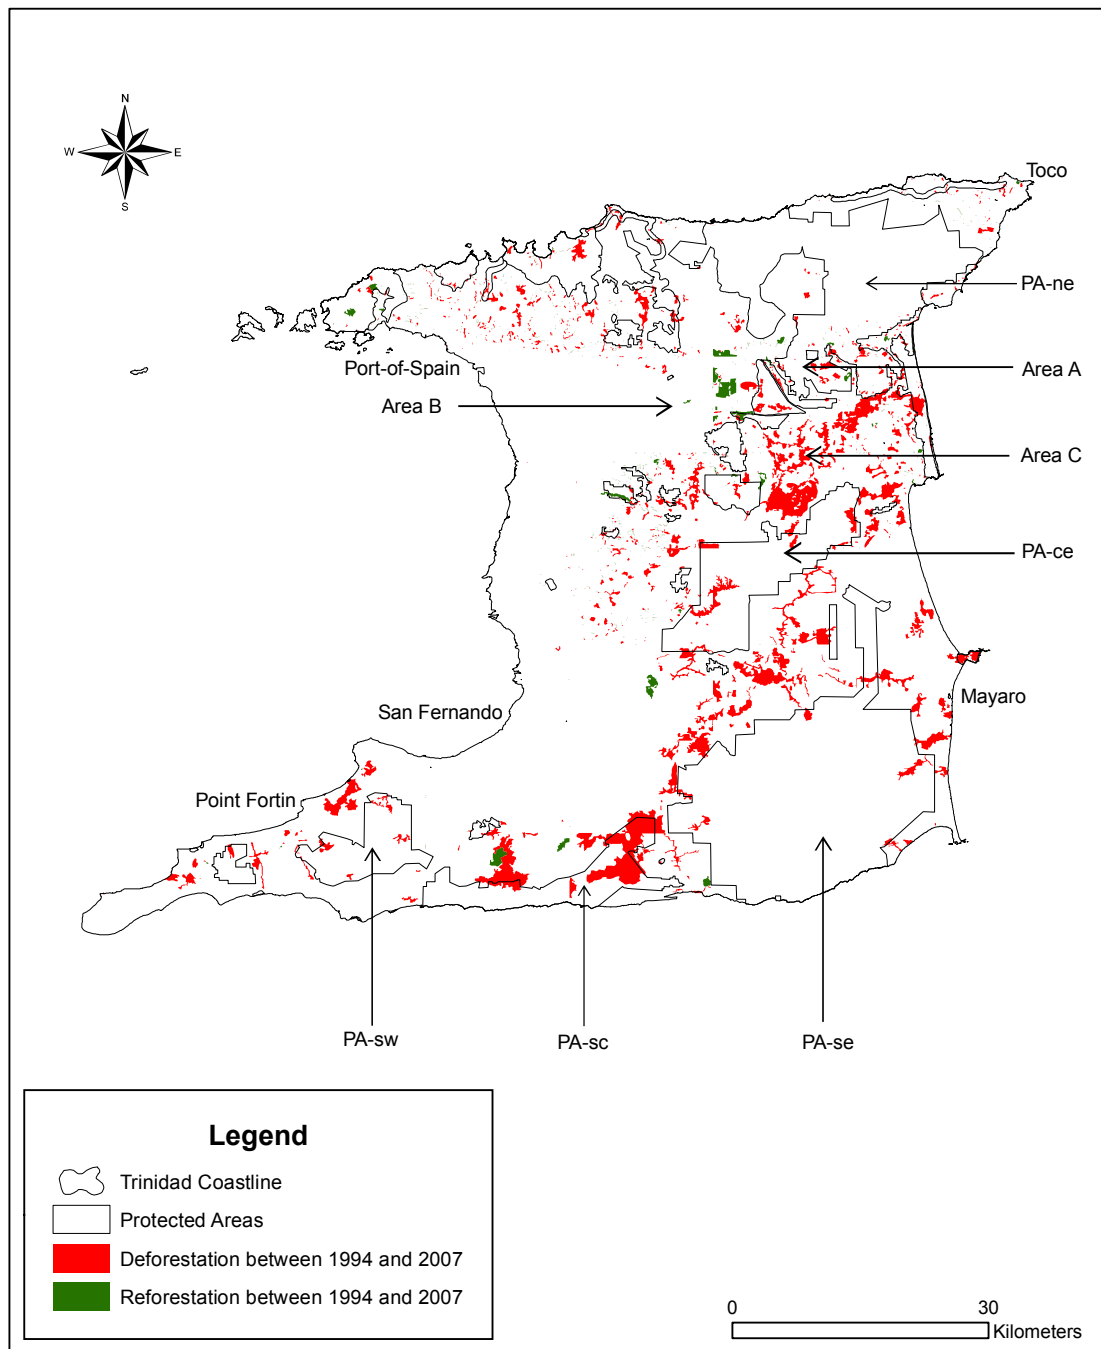 N
W
E
S
Toco
PA-ne
Port-of-Spain
Area A
Area B
Area C
PA-ce
San Fernando
Mayaro
Point Fortin
PA-sw
PA-sc
PA-se
Legend
Trinidad Coastline
Protected Areas
Deforestation between 1994 and 2007
Reforestation between 1994 and 2007
0
30
Kilometers